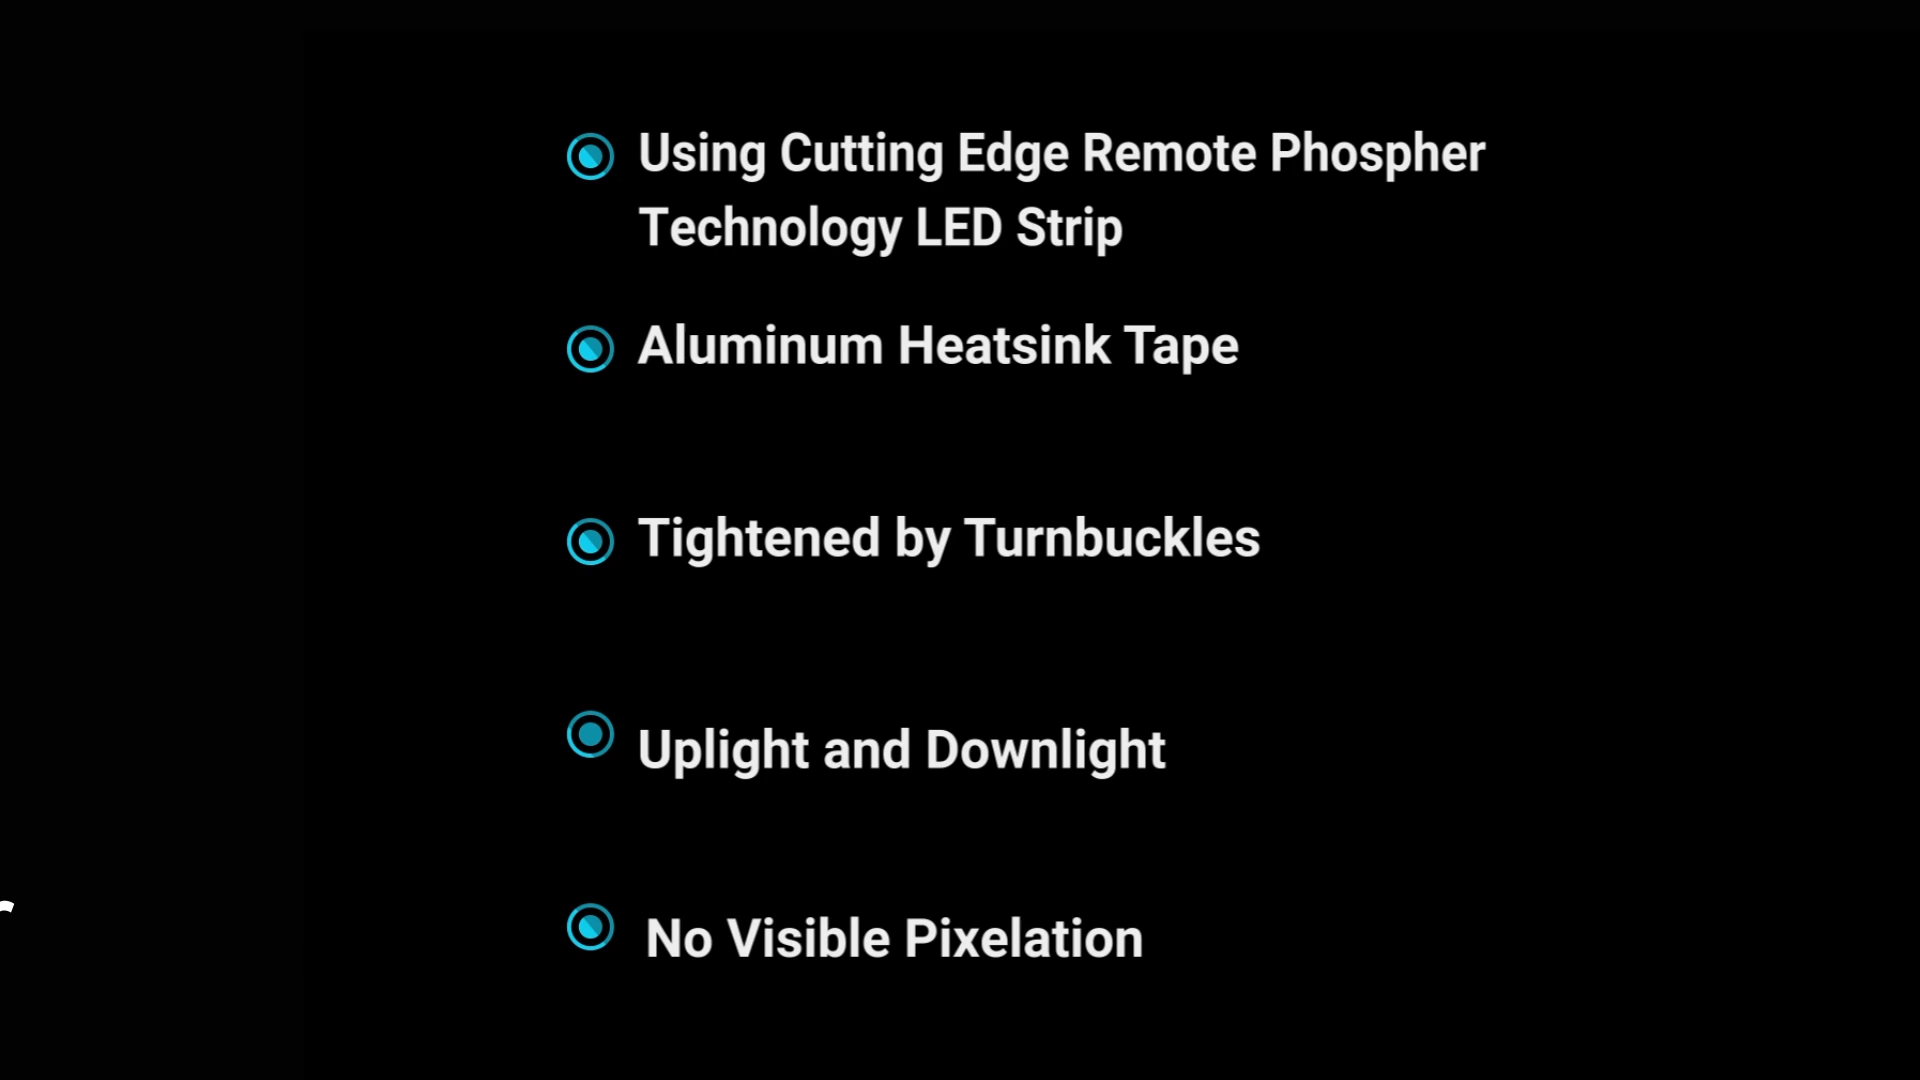 Using Cutting Edge Remote Phospher
Technology LED Strip
Aluminum Heatsink Tape
Tightened by Turnbuckles
Uplight and Downlight
No Visible Pixelation